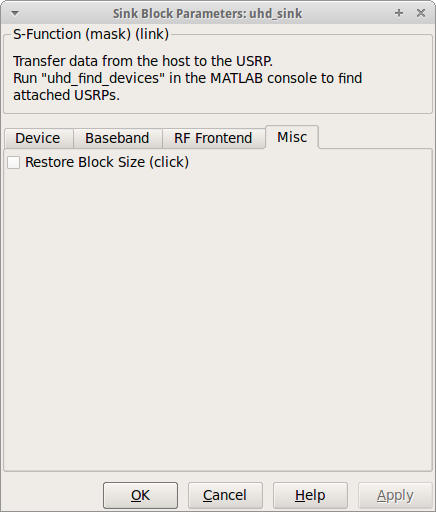 Sink Block Parameters: uhd_sink
S-Function (mask) (link)
Transfer data from the host to the USRP.
Run "uhd_find_devices" in the MATLAB console to find
attached USRPs.
Device Baseband RF Frontend Misc
Restore Block Size (click)
OK Cancel Help Apply